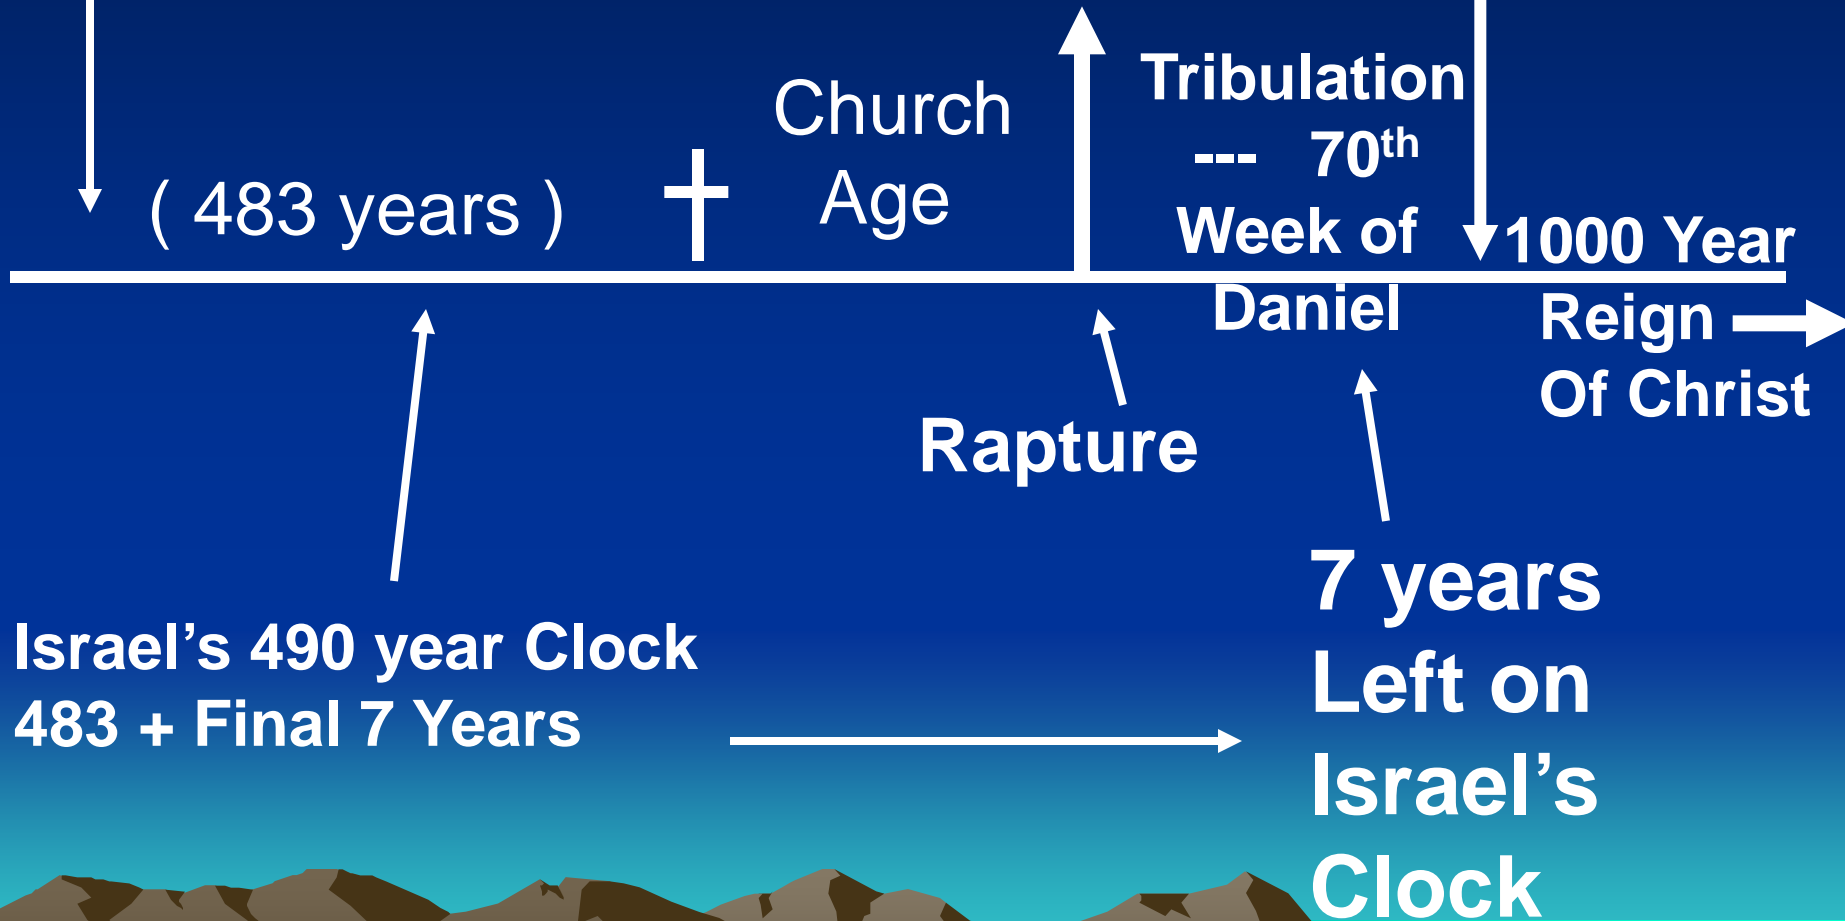 ( 483 years )
Church
Age
Tribulation
--- 70th
Week of
Daniel
1000 Year
Reign
Of Christ
Rapture
Israel’s 490 year Clock
483 + Final 7 Years
7 years
Left on
Israel’s
Clock